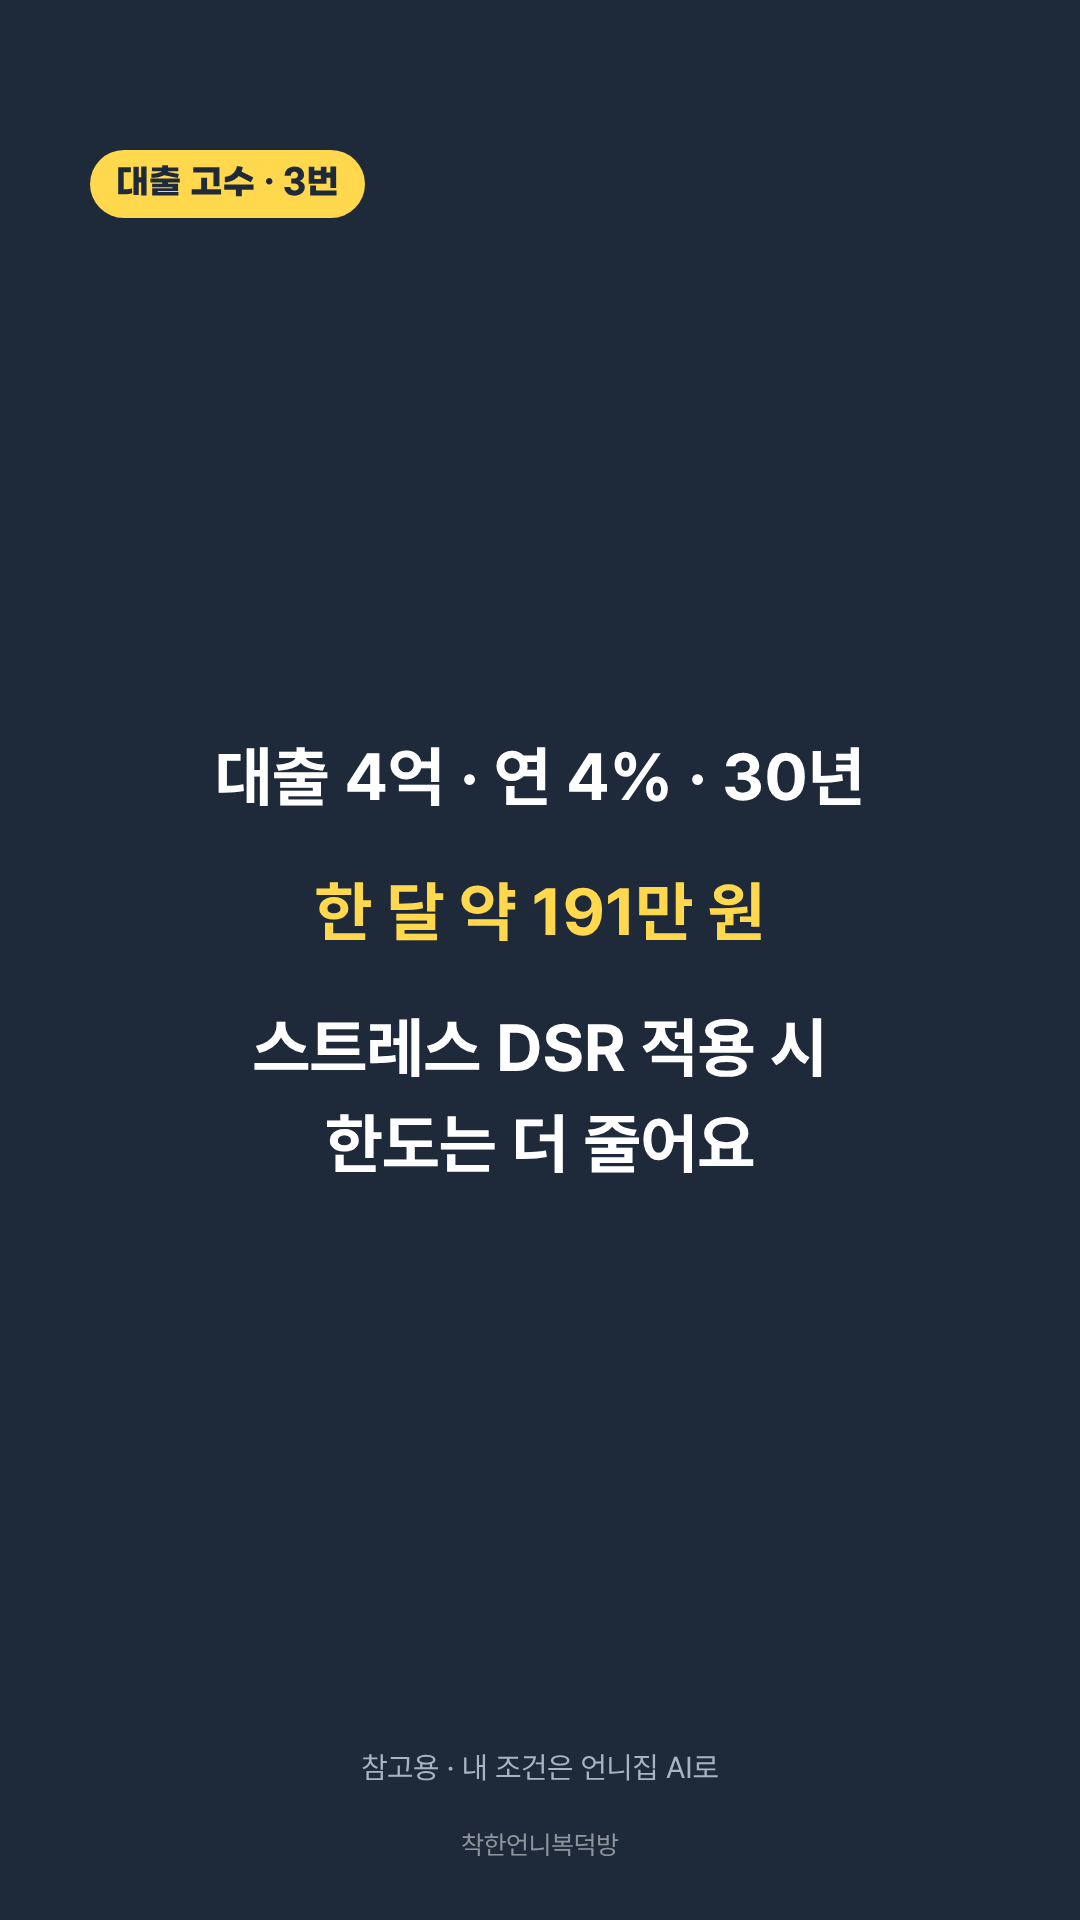 대출 고수 · 3번
대출 4억 · 연 4% · 30년
한 달 약 191만 원
스트레스 DSR 적용 시
한도는 더 줄어요
참고용 · 내 조건은 언니집 AI로
착한언니복덕방